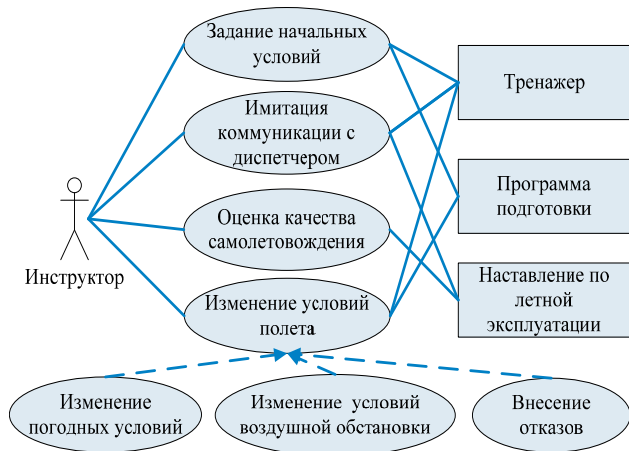 Задание начальных
условий
Тренажер
Имитация
коммуникации с
диспетчером
Программа
подготовки
Оценка качества
самолетовождения
Инструктор
Наставление по
летной
эксплуатации
Изменение условий
полета
Изменение
погодных условий
Изменение условий
воздушной обстановки
Внесение
отказов